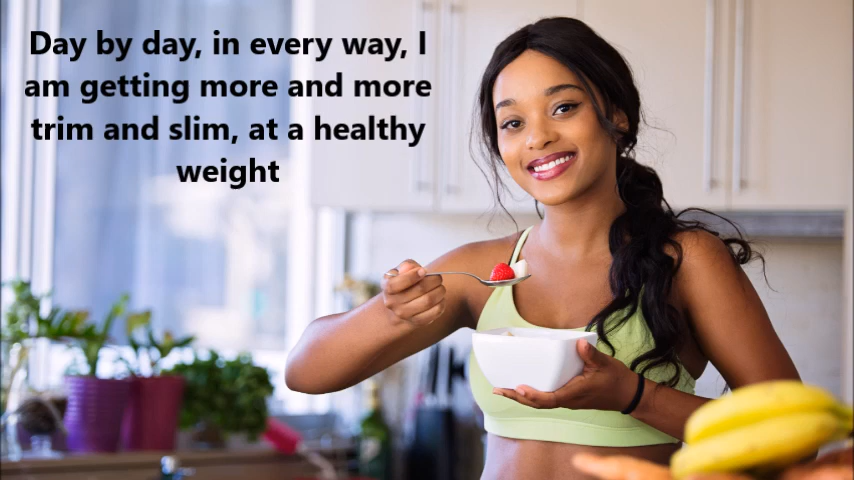 Day by day, in every way, I
am getting more and more
trim and slim, at a healthy
weight